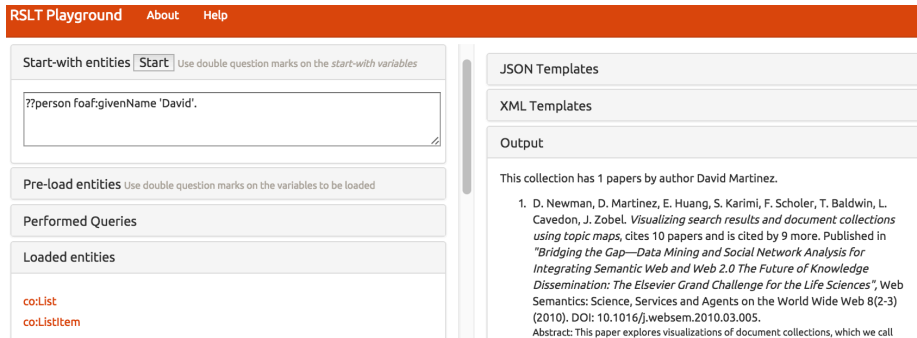 RSLT Playground About Help
Start-with entities Start Use double question marks on the start-with variables
??person foaf:givenName 'David'.
Pre-load entities Use double question marks on the variables to be loaded
Performed Queries
Loaded entities
co:List
co:ListItem
JSON Templates
XML Templates
Output
This collection has 1 papers by author David Martinez.
1. D. Newman, D. Martinez, E. Huang, S. Karimi, F. Scholer, T. Baldwin, L.
Cavedon, J. Zobel. Visualizing search results and document collections
using topic maps, cites 10 papers and is cited by 9 more. Published in
"Bridging the Gap—Data Mining and Social Network Analysis for
Integrating Semantic Web and Web 2.0 The Future of Knowledge
Dissemination: The Elsevier Grand Challenge for the Life Sciences", Web
Semantics: Science, Services and Agents on the World Wide Web 8(2-3)
(2010). DOI: 10.1016/j.websem.2010.03.005.
Abstract: This paper explores visualizations of document collections, which we call